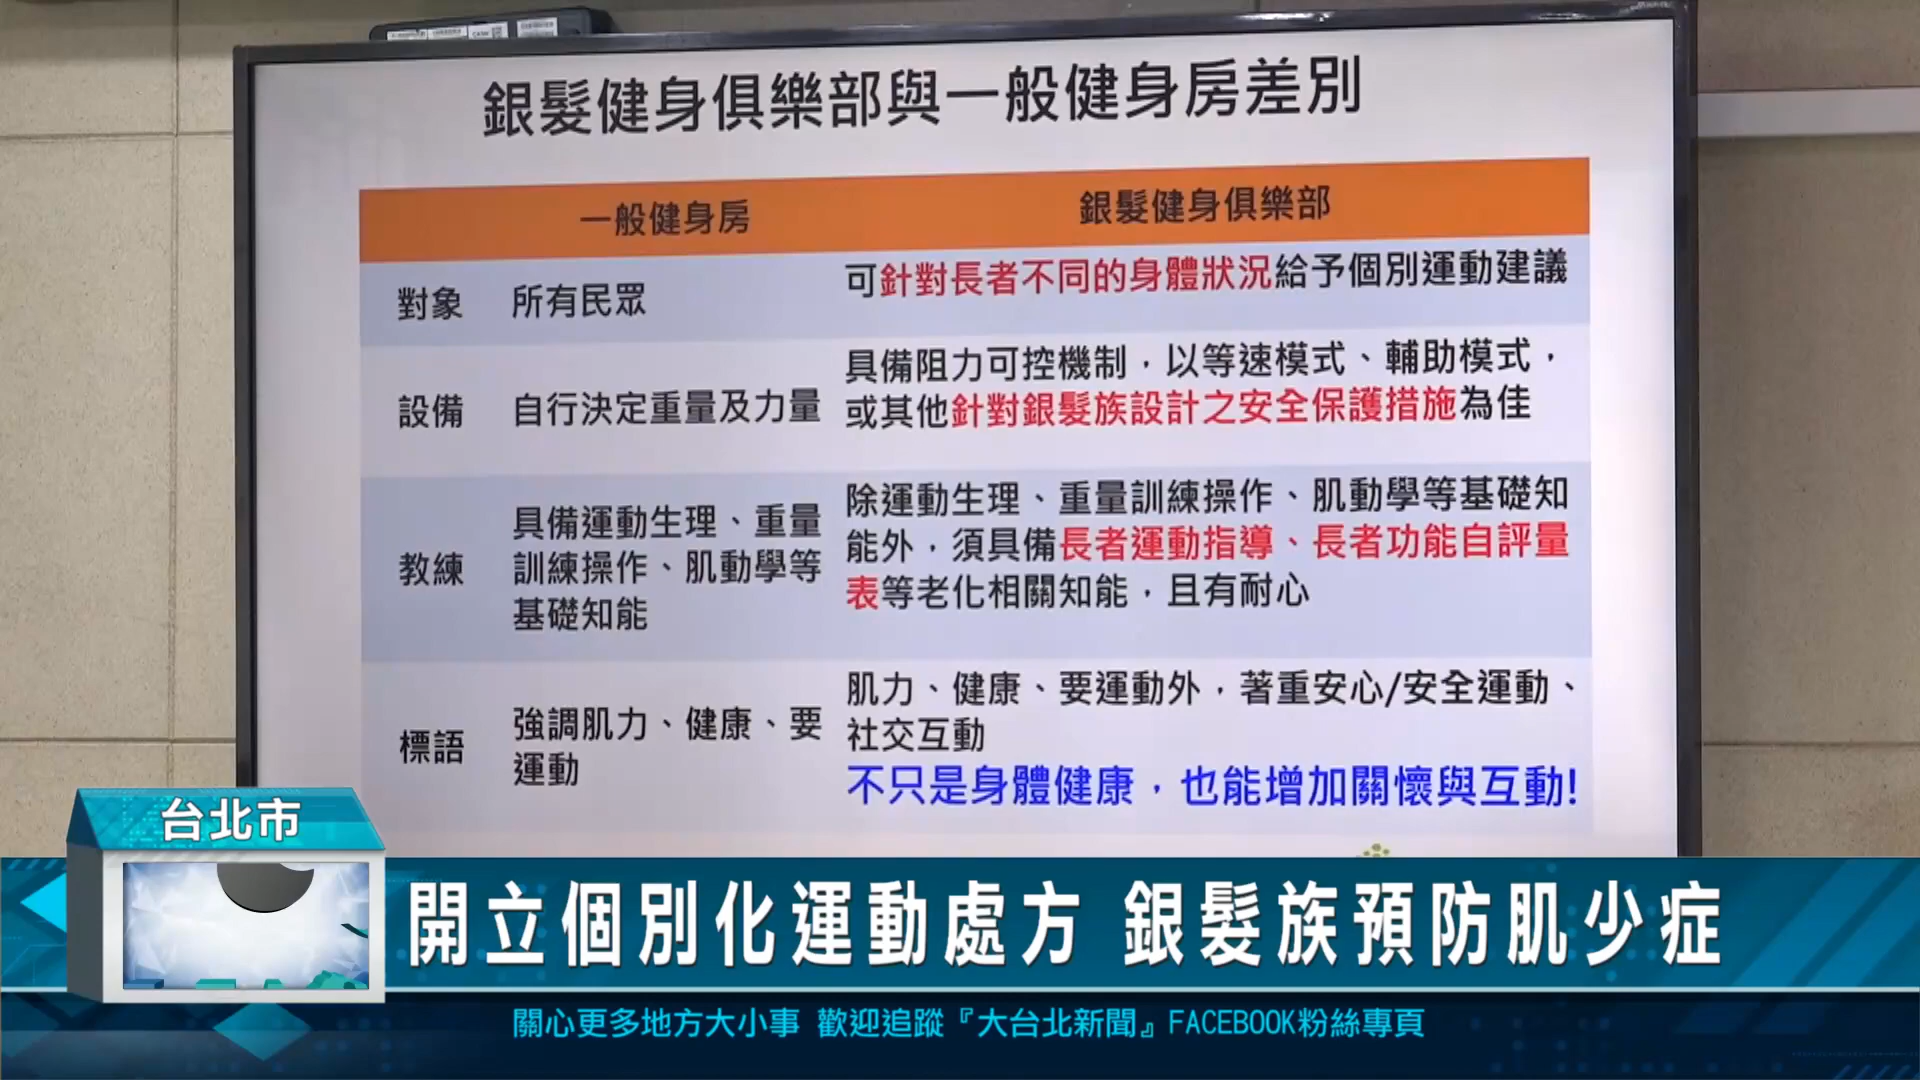 銀髮健身俱樂部與一般健身房差別
一般健身房
銀髮健身俱樂部
對象
所有民眾
可針對長者不同的身體狀況給予個別運動建議
設備
自行決定重量及力量
具備阻力可控機制，以等速模式、輔助模式，
或其他針對銀髮族設計之安全保護措施為佳
教練
具備運動生理、重量
訓練操作、肌動學等
基礎知能
除運動生理、重量訓練操作、肌動學等基礎知
能外，須具備長者運動指導、長者功能自評量
表等老化相關知能，且有耐心
標語
強調肌力、健康、要
運動
肌力、健康、要運動外，著重安心/安全運動、
社交互動
不只是身體健康，也能增加關懷與互動!
台北市
開立個別化運動處方 銀髮族預防肌少症
關心更多地方大小事 歡迎追蹤『大台北新聞』FACEBOOK粉絲專頁